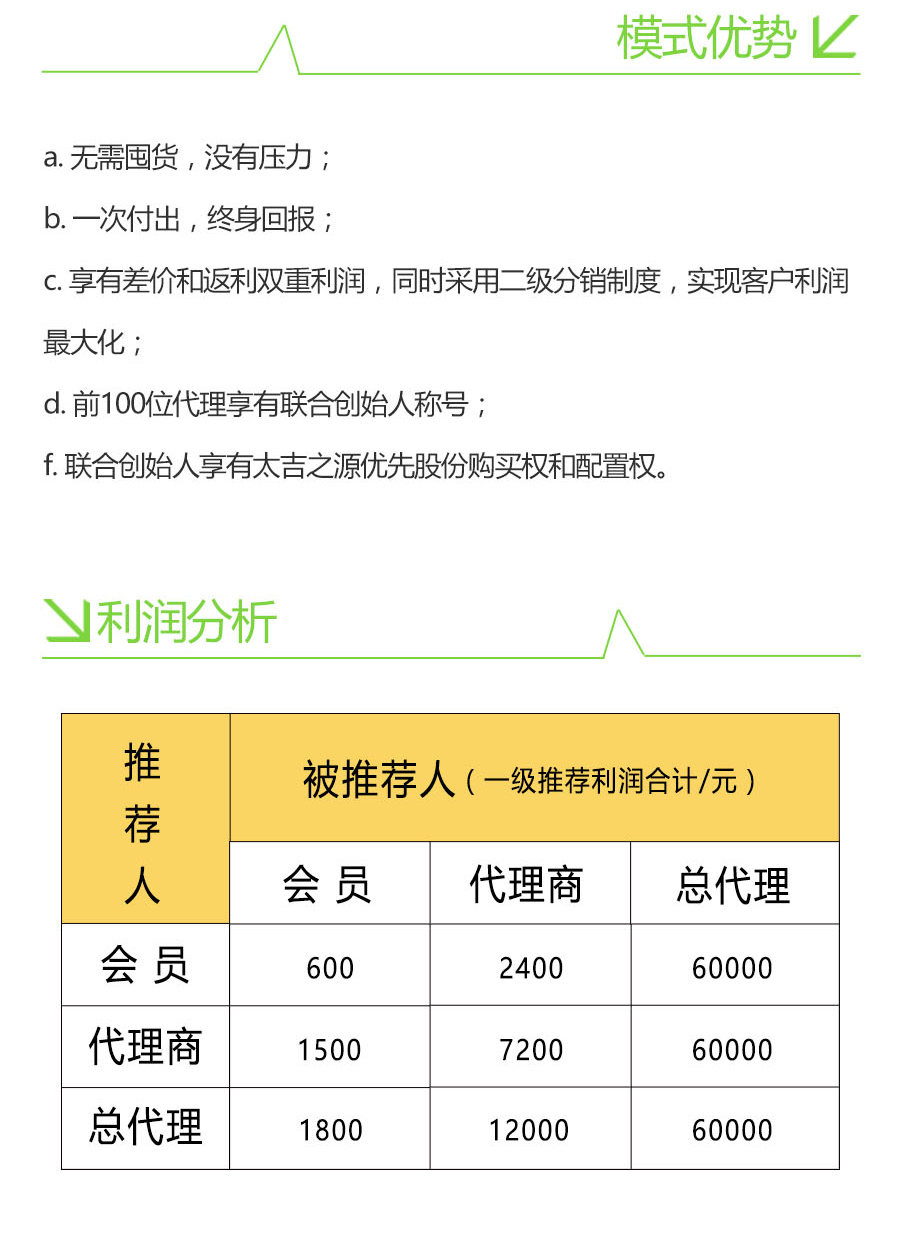 模式优势
a. 无需囤货，没有压力；
b. 一次付出，终身回报；
c. 享有差价和返利双重利润，同时采用二级分销制度，实现客户利润
最大化；
d. 前100位代理享有联合创始人称号；
f. 联合创始人享有太吉之源优先股份购买权和配置权。
利润分析
推荐人
被推荐人（一级推荐利润合计/元）
会员 代理商 总代理
会员 600 2400 60000
代理商 1500 7200 60000
总代理 1800 12000 60000